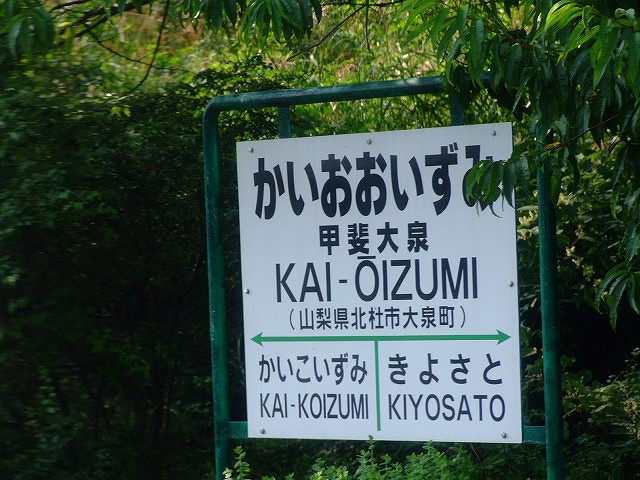 かいおおいずみ
甲斐大泉
KAI-ŌIZUMI
(山梨県北杜市大泉町)
かいこいずみ きよさと
KAI-KOIZUMI KIYOSATO